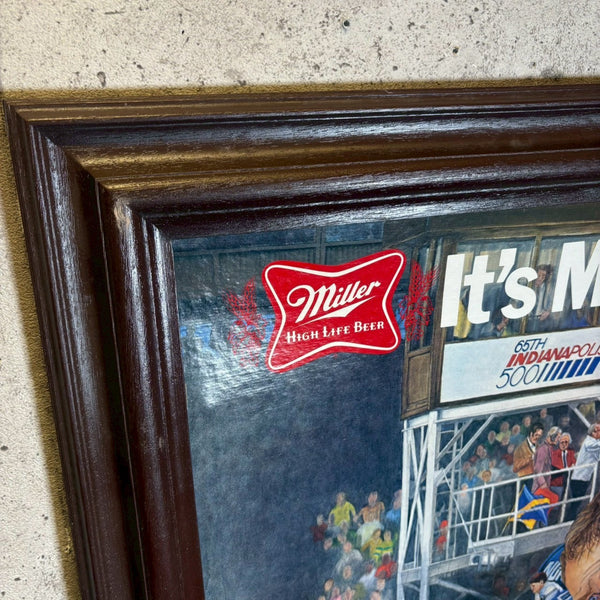 Miller
HIGH LIFE BEER
It's M
65TH
INDIANAPOLIS
500